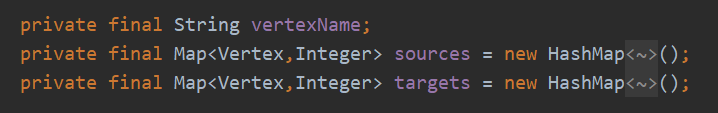 private final String vertexName;
private final Map<Vertex,Integer> sources = new HashMap<~>();
private final Map<Vertex,Integer> targets = new HashMap<~>();